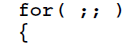 for( ;; )
{